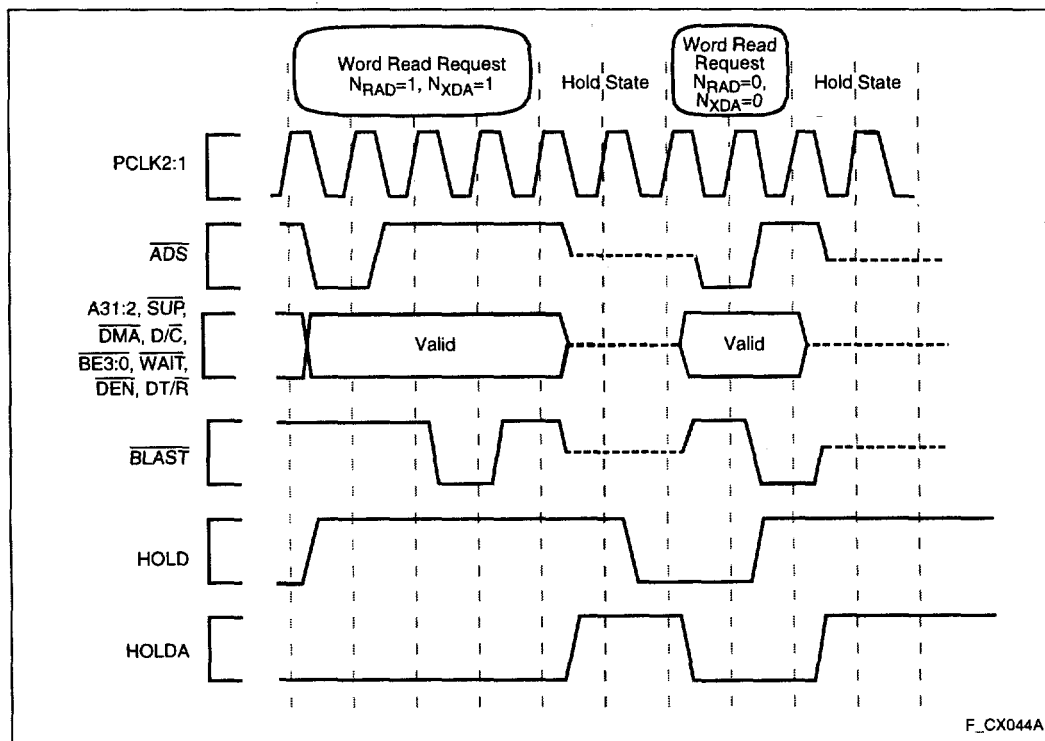 Word Read Request
NRAD=1, NXDA=1
Hold State
Word Read
Request
NRAD=0,
NXDA=0
Hold State
PCLK2:1
ADS
A31:2, SUP,
DMA, D/C,
BE3:0, WAIT,
DEN, DT/R
Valid
Valid
BLAST
HOLD
HOLDA
F_CX044A